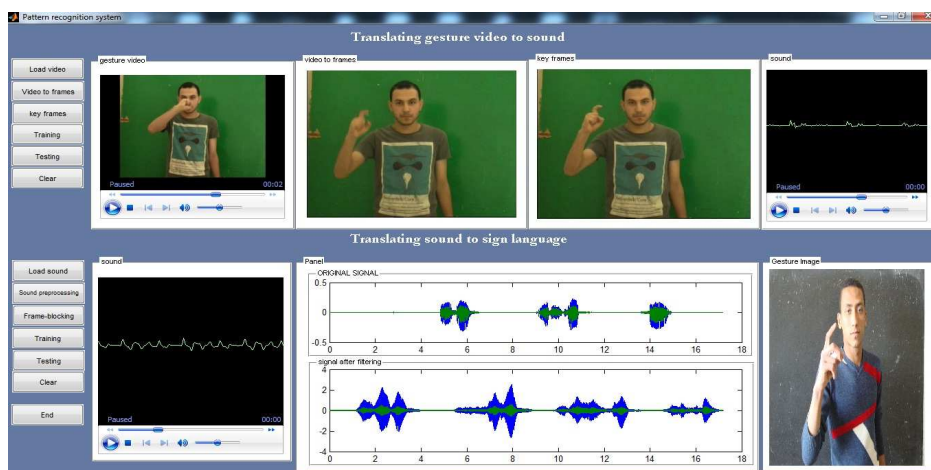 Pattern recognition system
Translating gesture video to sound
Load video
Video to frames
key frames
Training
Testing
Clear
gesture video
Paused
00:02
video to frames
key frames
sound
Paused
00:00
Translating sound to sign language
Load sound
Sound preprocessing
Frame-blocking
Training
Testing
Clear
End
sound
Paused
00:00
Panel
ORIGINAL SIGNAL
0.5
0
-0.5
0 2 4 6 8 10 12 14 16 18
signal after filtering
4
2
0
-2
-4
0 2 4 6 8 10 12 14 16 18
Gesture Image